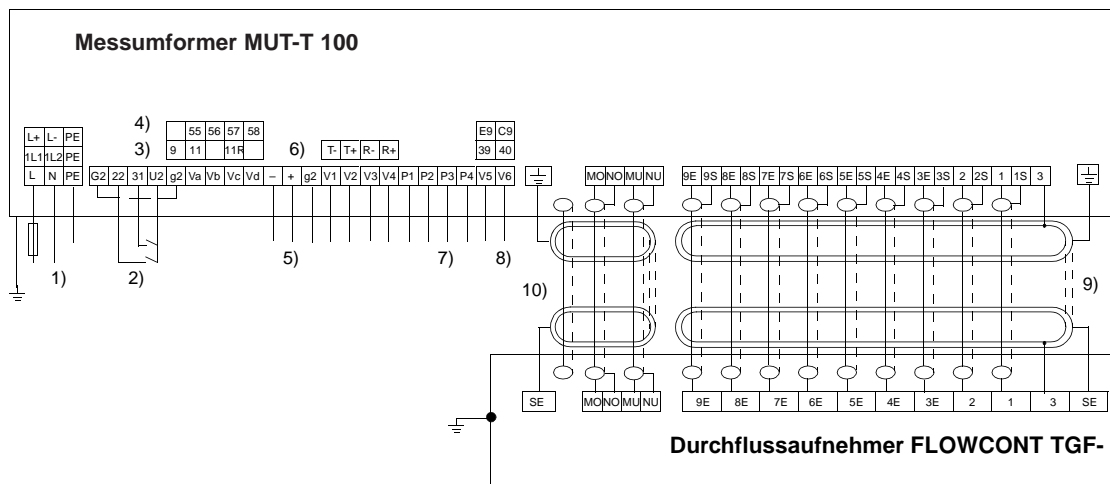 Messumformer MUT-T 100
4) 55 56 57 58 E9 C9
L+ L- PE
3) 9 11 11R 6) T- T+ R- R+ 39 40
1L1 1L2 PE
L N PE G2 22 31 U2 g2 Va Vb Vc Vd – + g2 V1 V2 V3 V4 P1 P2 P3 P4 V5 V6 MO NO MU NU 9E 9S 8E 8S 7E 7S 6E 6S 5E 5S 4E 4S 3E 3S 2 2S 1 1S 3
1) 2) 5) 7) 8)
10) 9)
SE MO NO MU NU 9E 8E 7E 6E 5E 4E 3E 2 1 3 SE
Durchflussaufnehmer FLOWCONT TGF-